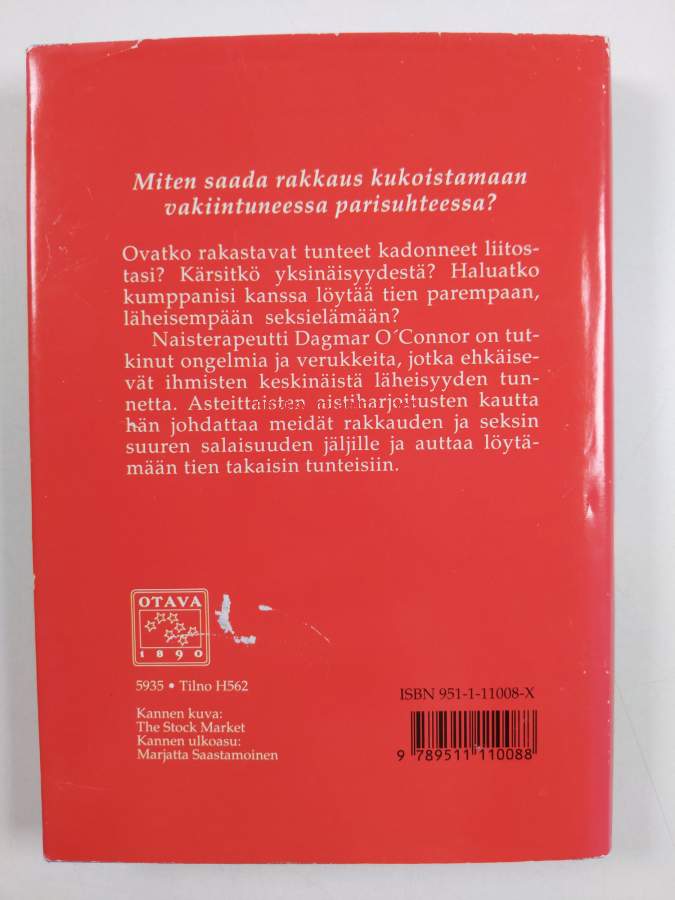 Miten saada rakkaus kukoistamaan
vakiintuneessa parisuhteessa?
Ovatko rakastavat tunteet kadonneet liitos-
tasi? Kärsitkö yksinäisyydestä? Haluatko
kumppanisi kanssa löytää tien parempaan,
läheisempään seksielämään?
Naisterapeutti Dagmar O´Connor on tut-
kinut ongelmia ja verukkeita, jotka ehkäise-
vät ihmisten keskinäistä läheisyyden tun-
netta. Asteittaisten aistiharjoitusten kautta
hän johdattaa meidät rakkauden ja seksin
suuren salaisuuden jäljille ja auttaa löytä-
mään tien takaisin tunteisiin.
OTAVA
1890
5935 • Tilno H562
Kannen kuva:
The Stock Market
Kannen ulkoasu:
Marjatta Saastamoinen
ISBN 951-1-11008-X
9 789511 110088